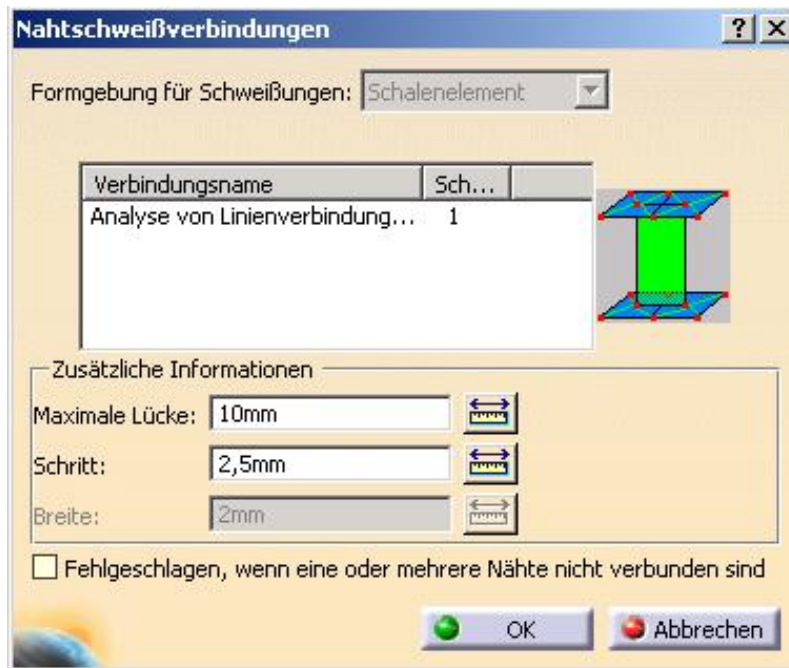 Nahtschweißverbindungen
Formgebung für Schweißungen: Schalenelement
Verbindungsname Sch...
Analyse von Linienverbindung... 1
Zusätzliche Informationen
Maximale Lücke: 10mm
Schritt: 2,5mm
Breite: 2mm
Fehlgeschlagen, wenn eine oder mehrere Nähte nicht verbunden sind
OK Abbrechen